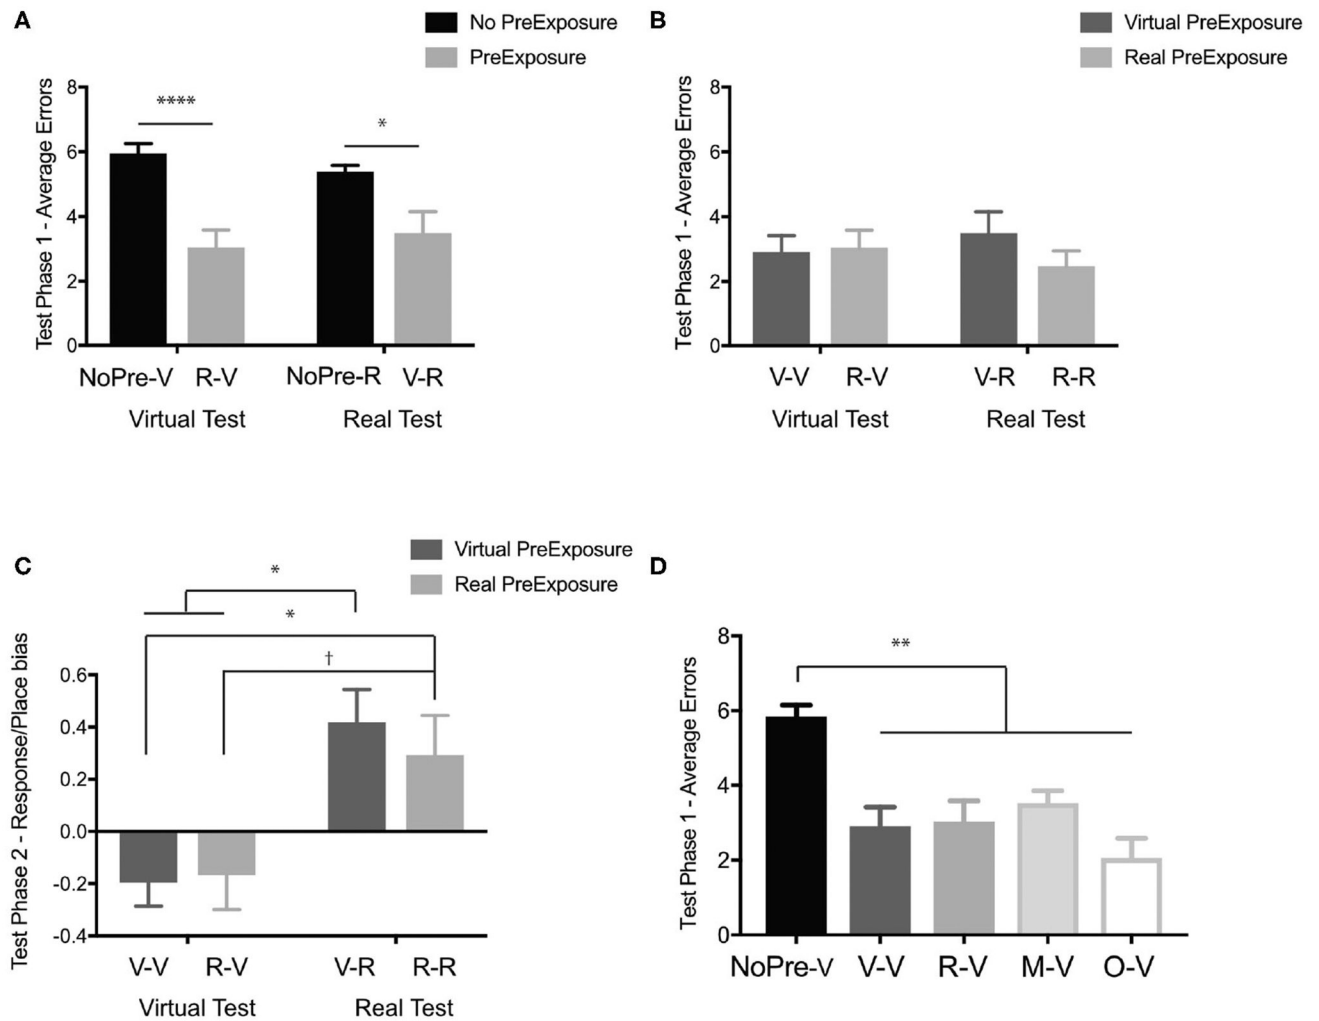 A
No PreExposure
PreExposure
Test Phase 1 - Average Errors
8
6
4
2
0
****
*
NoPre-V R-V NoPre-R V-R
Virtual Test Real Test
B
Virtual PreExposure
Real PreExposure
Test Phase 1 - Average Errors
8
6
4
2
0
V-V R-V V-R R-R
Virtual Test Real Test
C
Virtual PreExposure
Real PreExposure
*
*
†
Test Phase 2 - Response/Place bias
0.6
0.4
0.2
0.0
-0.2
-0.4
V-V R-V V-R R-R
Virtual Test Real Test
D
**
Test Phase 1 - Average Errors
8
6
4
2
0
NoPre-V V-V R-V M-V O-V